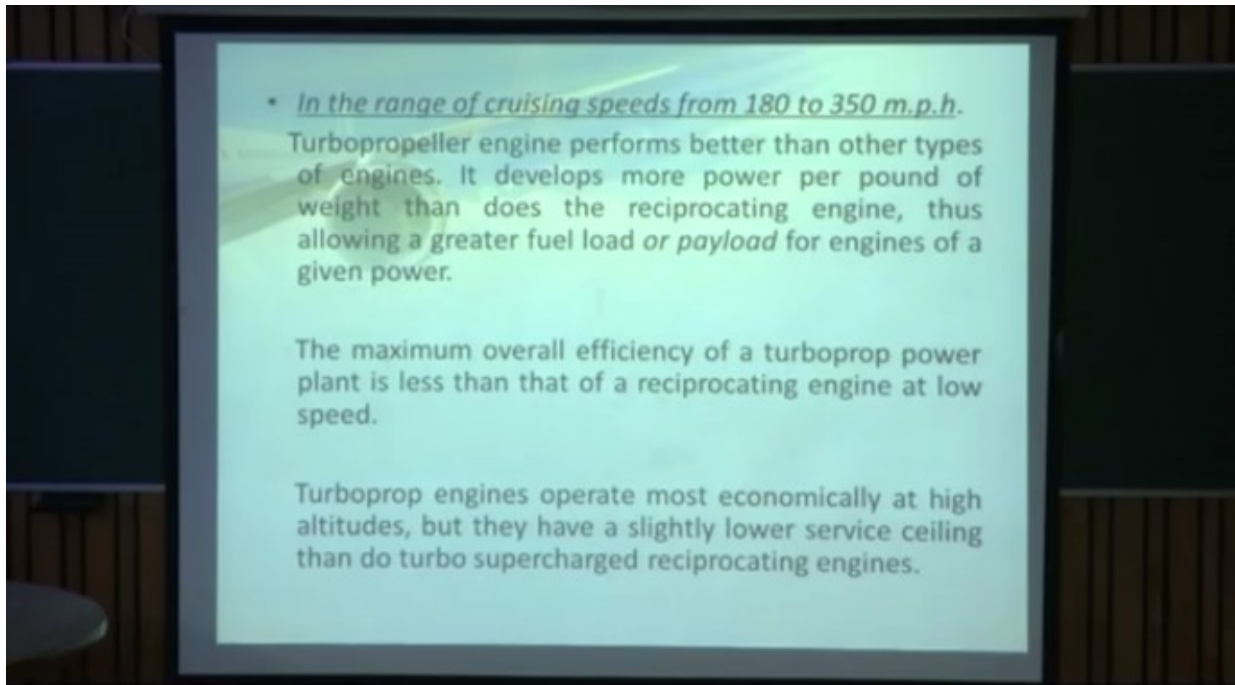 • In the range of cruising speeds from 180 to 350 m.p.h.
Turbopropeller engine performs better than other types
of engines. It develops more power per pound of
weight than does the reciprocating engine, thus
allowing a greater fuel load or payload for engines of a
given power.
The maximum overall efficiency of a turboprop power
plant is less than that of a reciprocating engine at low
speed.
Turboprop engines operate most economically at high
altitudes, but they have a slightly lower service ceiling
than do turbo supercharged reciprocating engines.